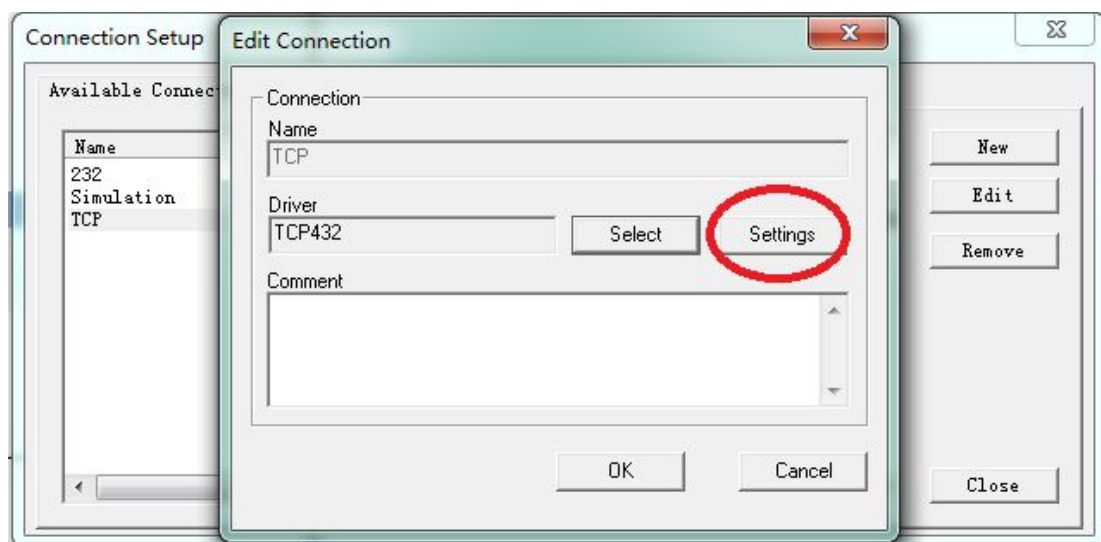 Connection Setup
Edit Connection
Available Connec
Name
232
Simulation
TCP
Connection
Name
TCP
Driver
TCP432
Select
Settings
Comment
OK
Cancel
New
Edit
Remove
Close